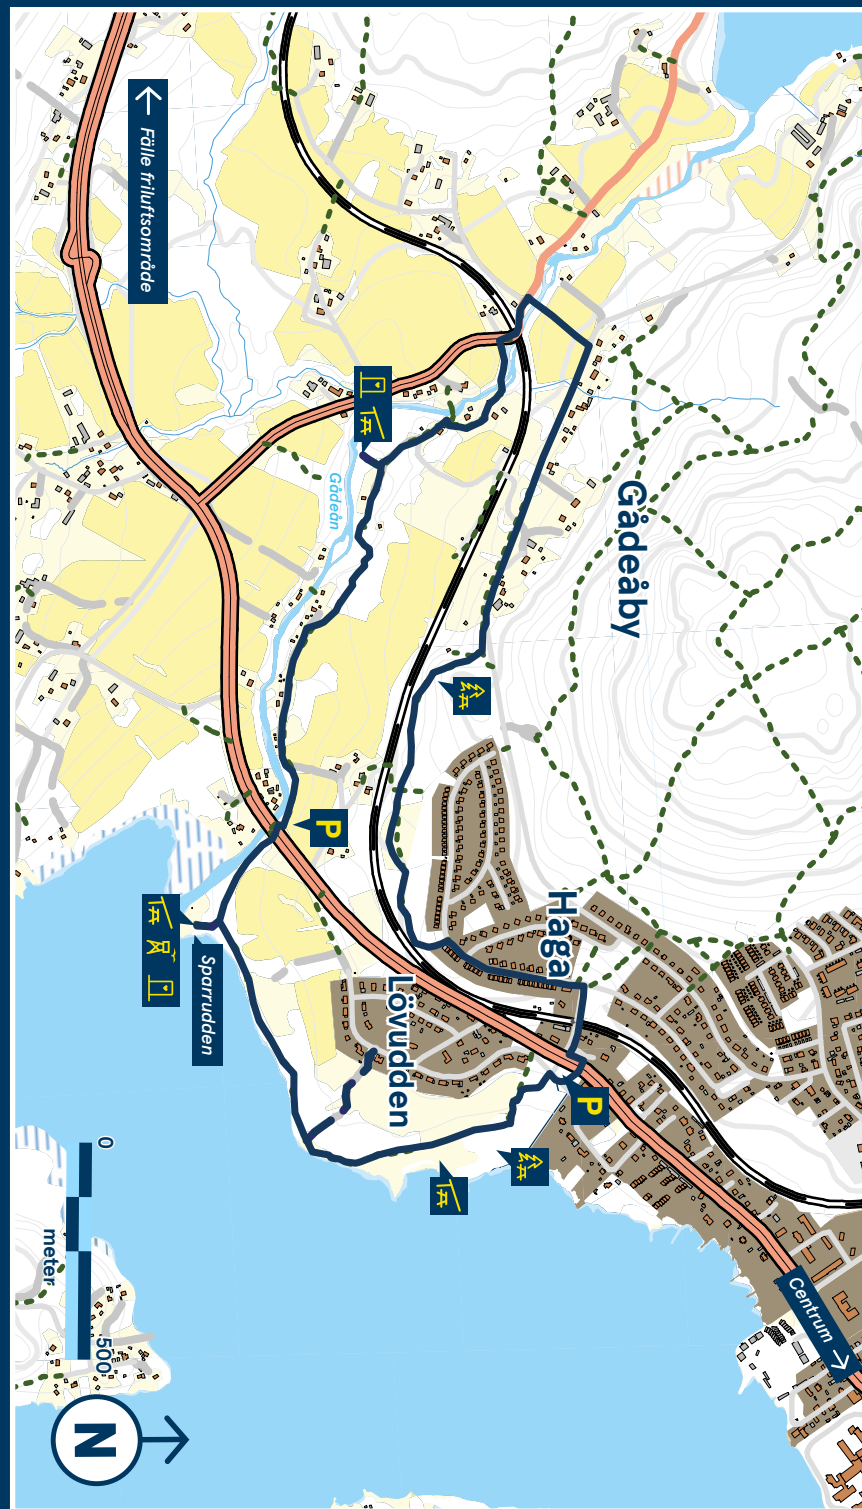 ← Fälle friluftsområde
Gådeåby
Gådeån
Haga
P
Sparrudden
Lövudden
P
Centrum →
0
500
meter
N